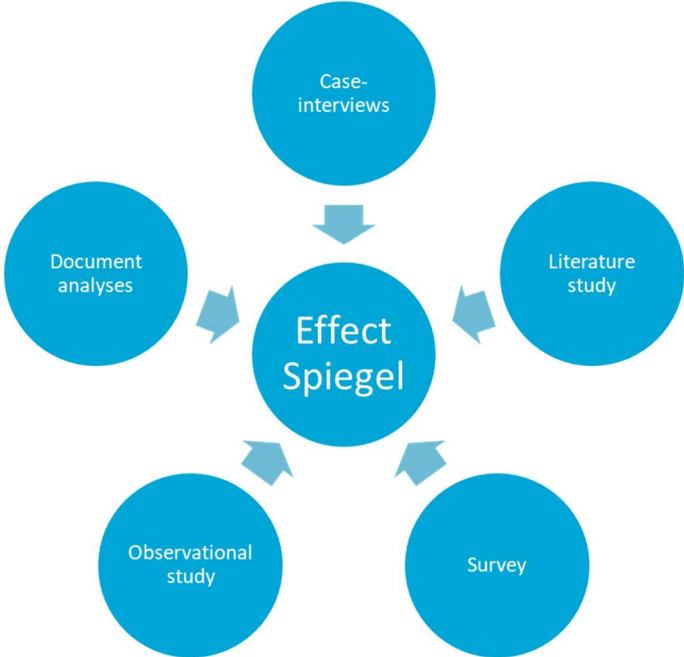 Case-
interviews
Document
analyses
Literature
study
Effect
Spiegel
Observational
study
Survey